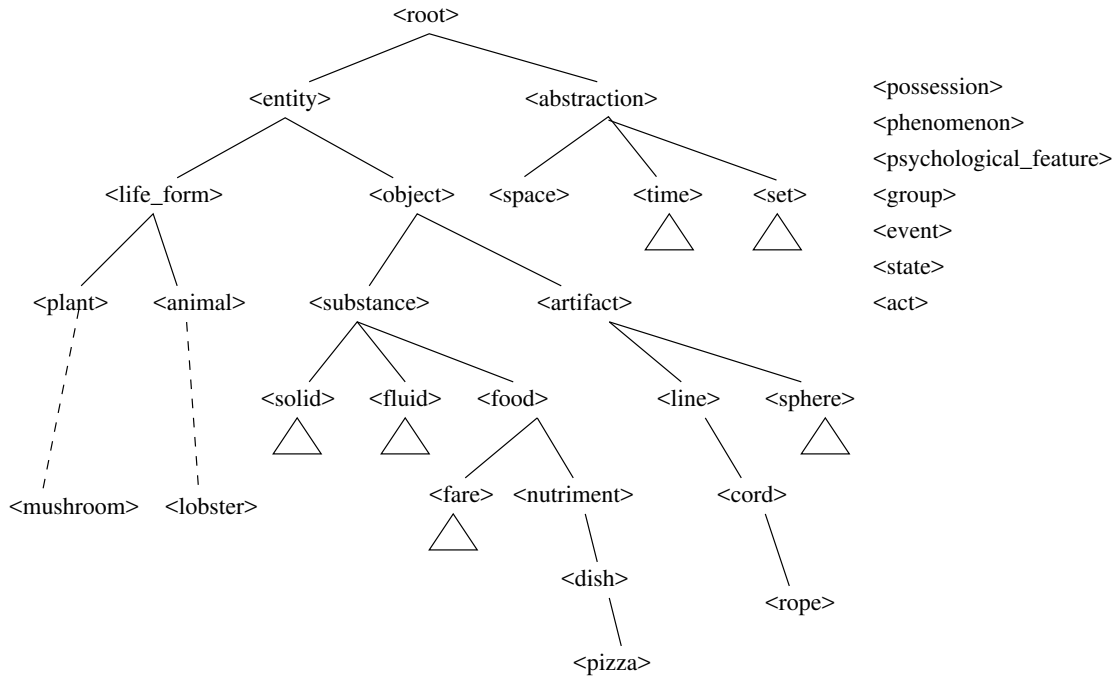 <root>
<entity> <abstraction>
<possession>
<phenomenon>
<psychological_feature>
<life_form> <object> <space> <time> <set>
<group>
<event>
<state>
<plant> <animal> <substance> <artifact>
<act>
<solid> <fluid> <food> <line> <sphere>
<mushroom> <lobster> <fare> <nutriment> <cord>
<dish>
<rope>
<pizza>